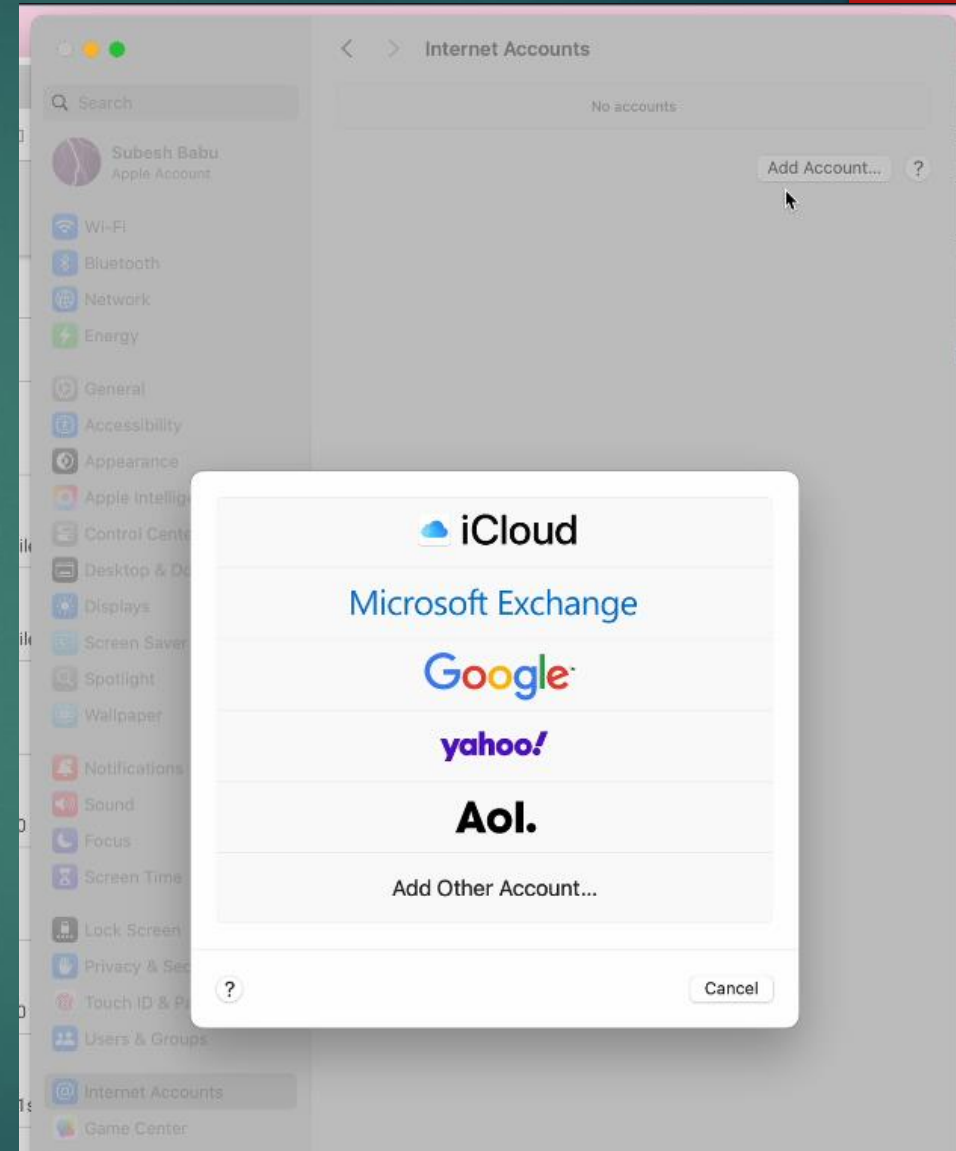 Internet Accounts
Search
No accounts
Subesh Babu
Apple Account
Add Account...
?
Wi-Fi
Bluetooth
Network
Energy
General
Accessibility
Appearance
Apple Intellig
Control Cente
Desktop & Do
Displays
Screen Saver
Spotlight
Wallpaper
Notifications
Sound
Focus
Screen Time
Lock Screen
Privacy & Sec
Touch ID & Pa
Users & Groups
Internet Accounts
Game Center
iCloud
Microsoft Exchange
Google
yahoo!
Aol.
Add Other Account...
?
Cancel